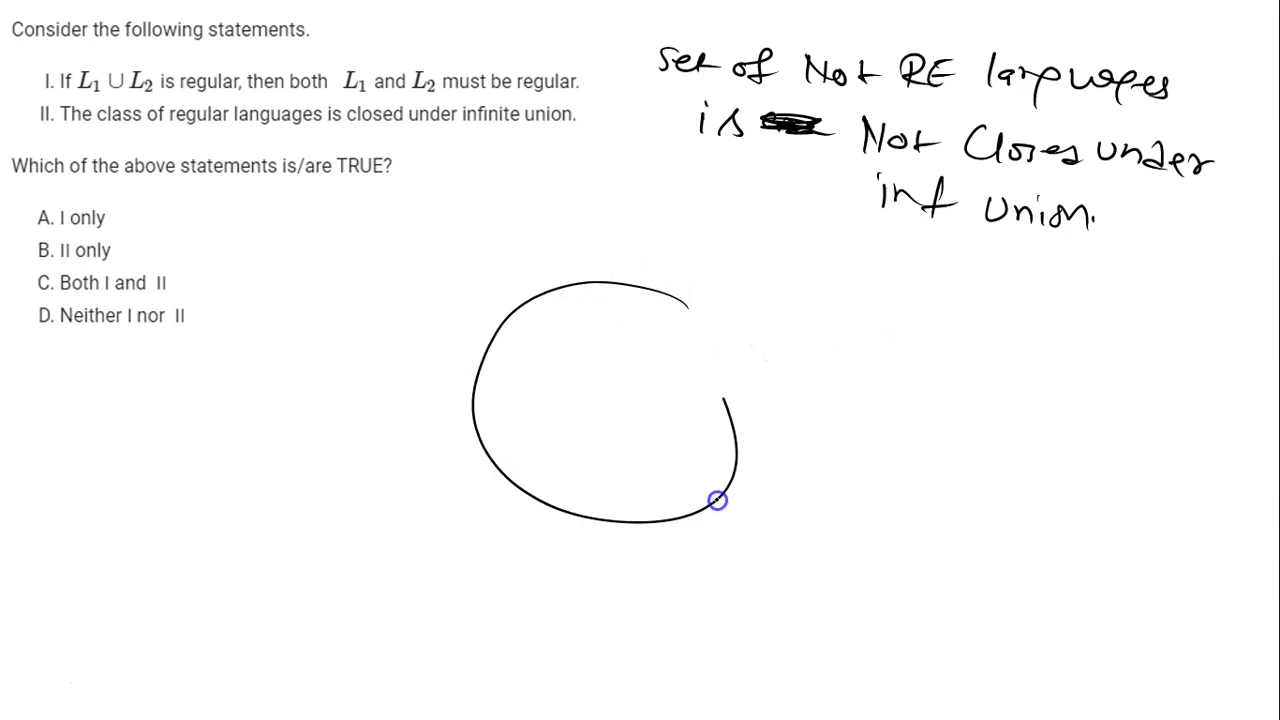 Consider the following statements.
I. If L₁ ∪ L₂ is regular, then both L₁ and L₂ must be regular.
II. The class of regular languages is closed under infinite union.
Which of the above statements is/are TRUE?
A. I only
B. II only
C. Both I and II
D. Neither I nor II
Set of Not RE languages
is Not Closed under
inf Union.